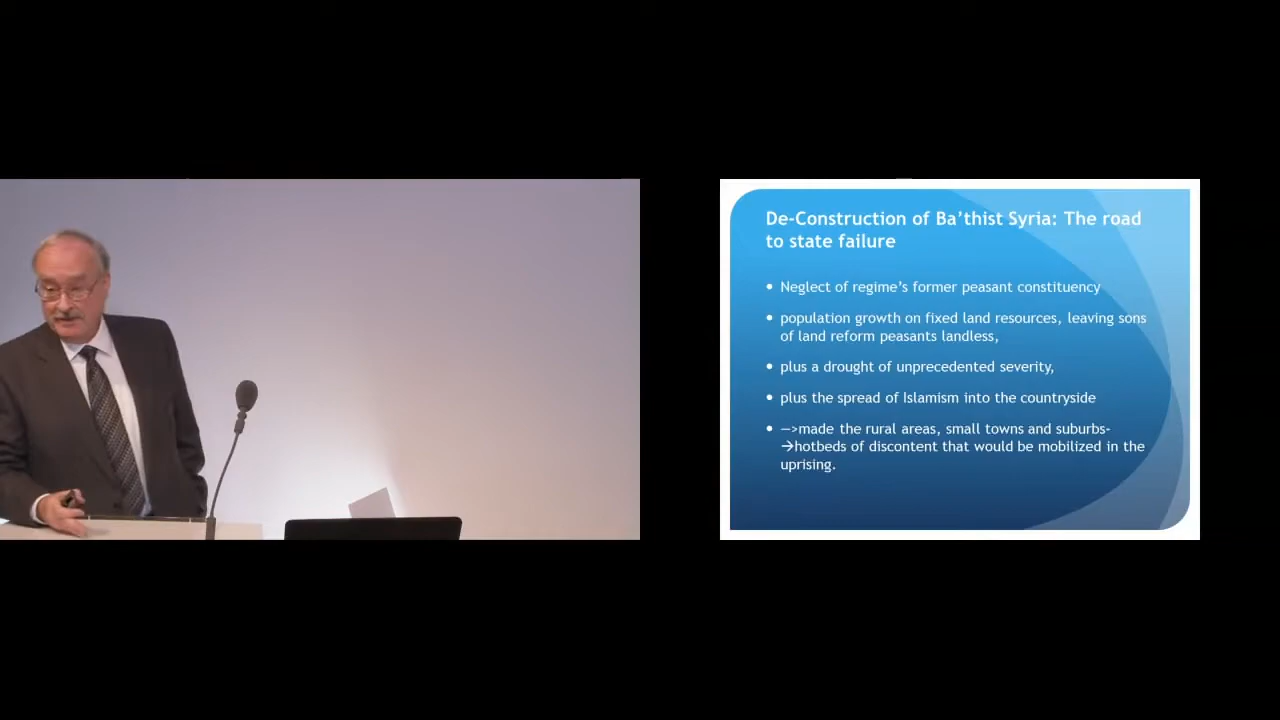 De-Construction of Ba’thist Syria: The road
to state failure
• Neglect of regime’s former peasant constituency
• population growth on fixed land resources, leaving sons
of land reform peasants landless,
• plus a drought of unprecedented severity,
• plus the spread of Islamism into the countryside
• —>made the rural areas, small towns and suburbs-
→hotbeds of discontent that would be mobilized in the
uprising.